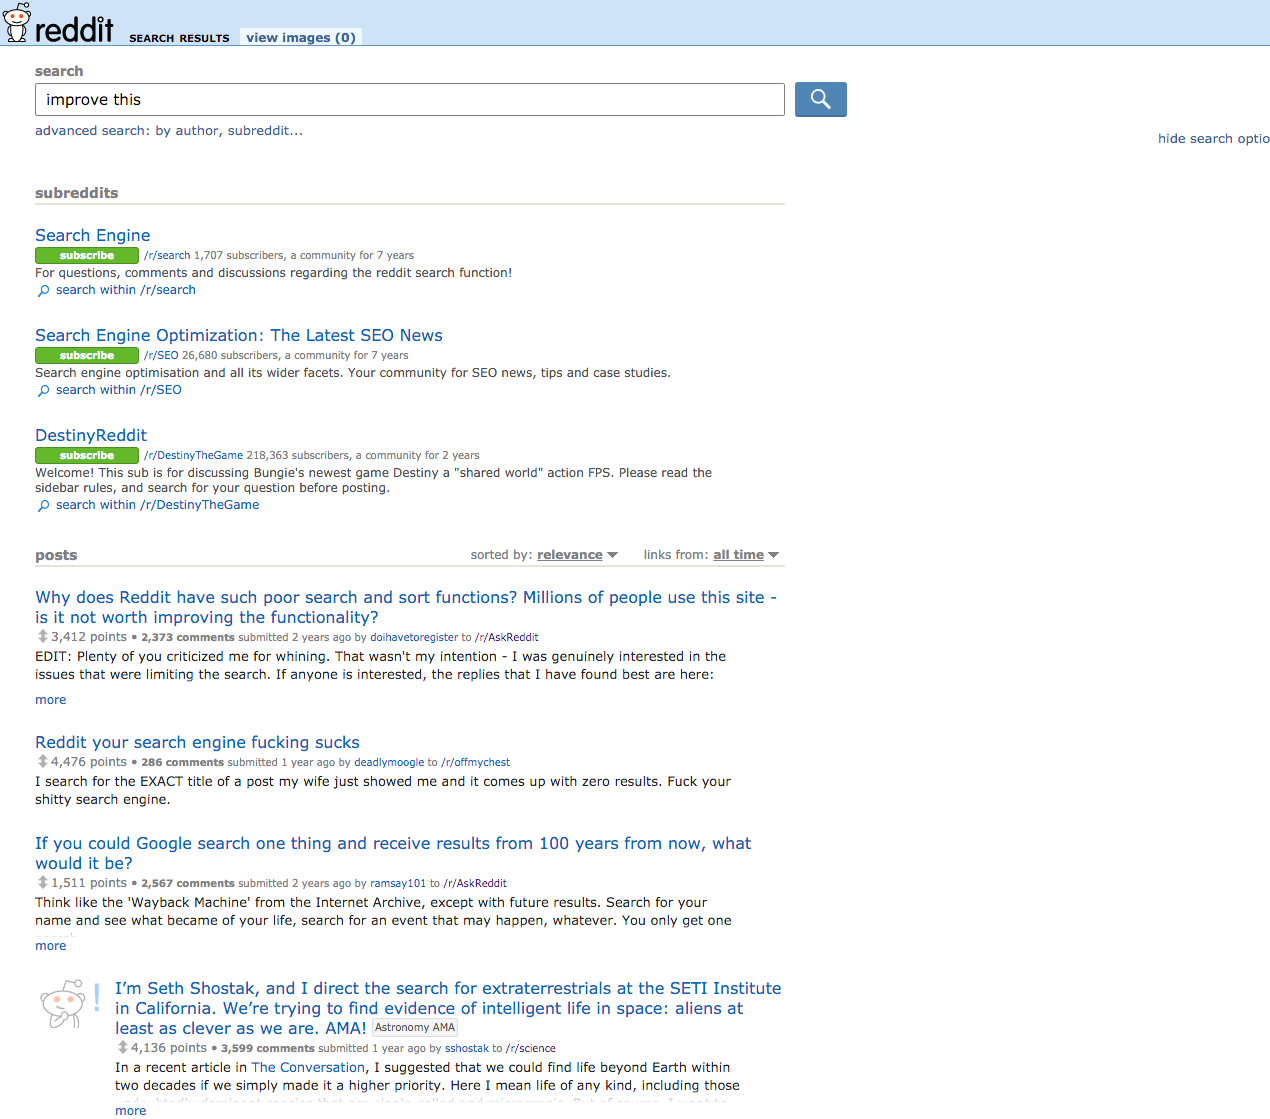 reddit SEARCH RESULTS view images (0)
search
improve this
advanced search: by author, subreddit...
hide search optio
subreddits
Search Engine
subscribe /r/search 1,707 subscribers, a community for 7 years
For questions, comments and discussions regarding the reddit search function!
search within /r/search
Search Engine Optimization: The Latest SEO News
subscribe /r/SEO 26,680 subscribers, a community for 7 years
Search engine optimisation and all its wider facets. Your community for SEO news, tips and case studies.
search within /r/SEO
DestinyReddit
subscribe /r/DestinyTheGame 218,363 subscribers, a community for 2 years
Welcome! This sub is for discussing Bungie's newest game Destiny a "shared world" action FPS. Please read the
sidebar rules, and search for your question before posting.
search within /r/DestinyTheGame
posts sorted by: relevance links from: all time
Why does Reddit have such poor search and sort functions? Millions of people use this site -
is it not worth improving the functionality?
3,412 points • 2,373 comments submitted 2 years ago by doihavetoregister to /r/AskReddit
EDIT: Plenty of you criticized me for whining. That wasn't my intention - I was genuinely interested in the
issues that were limiting the search. If anyone is interested, the replies that I have found best are here:
more
Reddit your search engine fucking sucks
4,476 points • 286 comments submitted 1 year ago by deadlymoogle to /r/offmychest
I search for the EXACT title of a post my wife just showed me and it comes up with zero results. Fuck your
shitty search engine.
If you could Google search one thing and receive results from 100 years from now, what
would it be?
1,511 points • 2,567 comments submitted 2 years ago by ramsay101 to /r/AskReddit
Think like the 'Wayback Machine' from the Internet Archive, except with future results. Search for your
name and see what became of your life, search for an event that may happen, whatever. You only get one
more
I'm Seth Shostak, and I direct the search for extraterrestrials at the SETI Institute
in California. We're trying to find evidence of intelligent life in space: aliens at
least as clever as we are. AMA! Astronomy AMA
4,136 points • 3,599 comments submitted 1 year ago by sshostak to /r/science
In a recent article in The Conversation, I suggested that we could find life beyond Earth within
two decades if we simply made it a higher priority. Here I mean life of any kind, including those
more